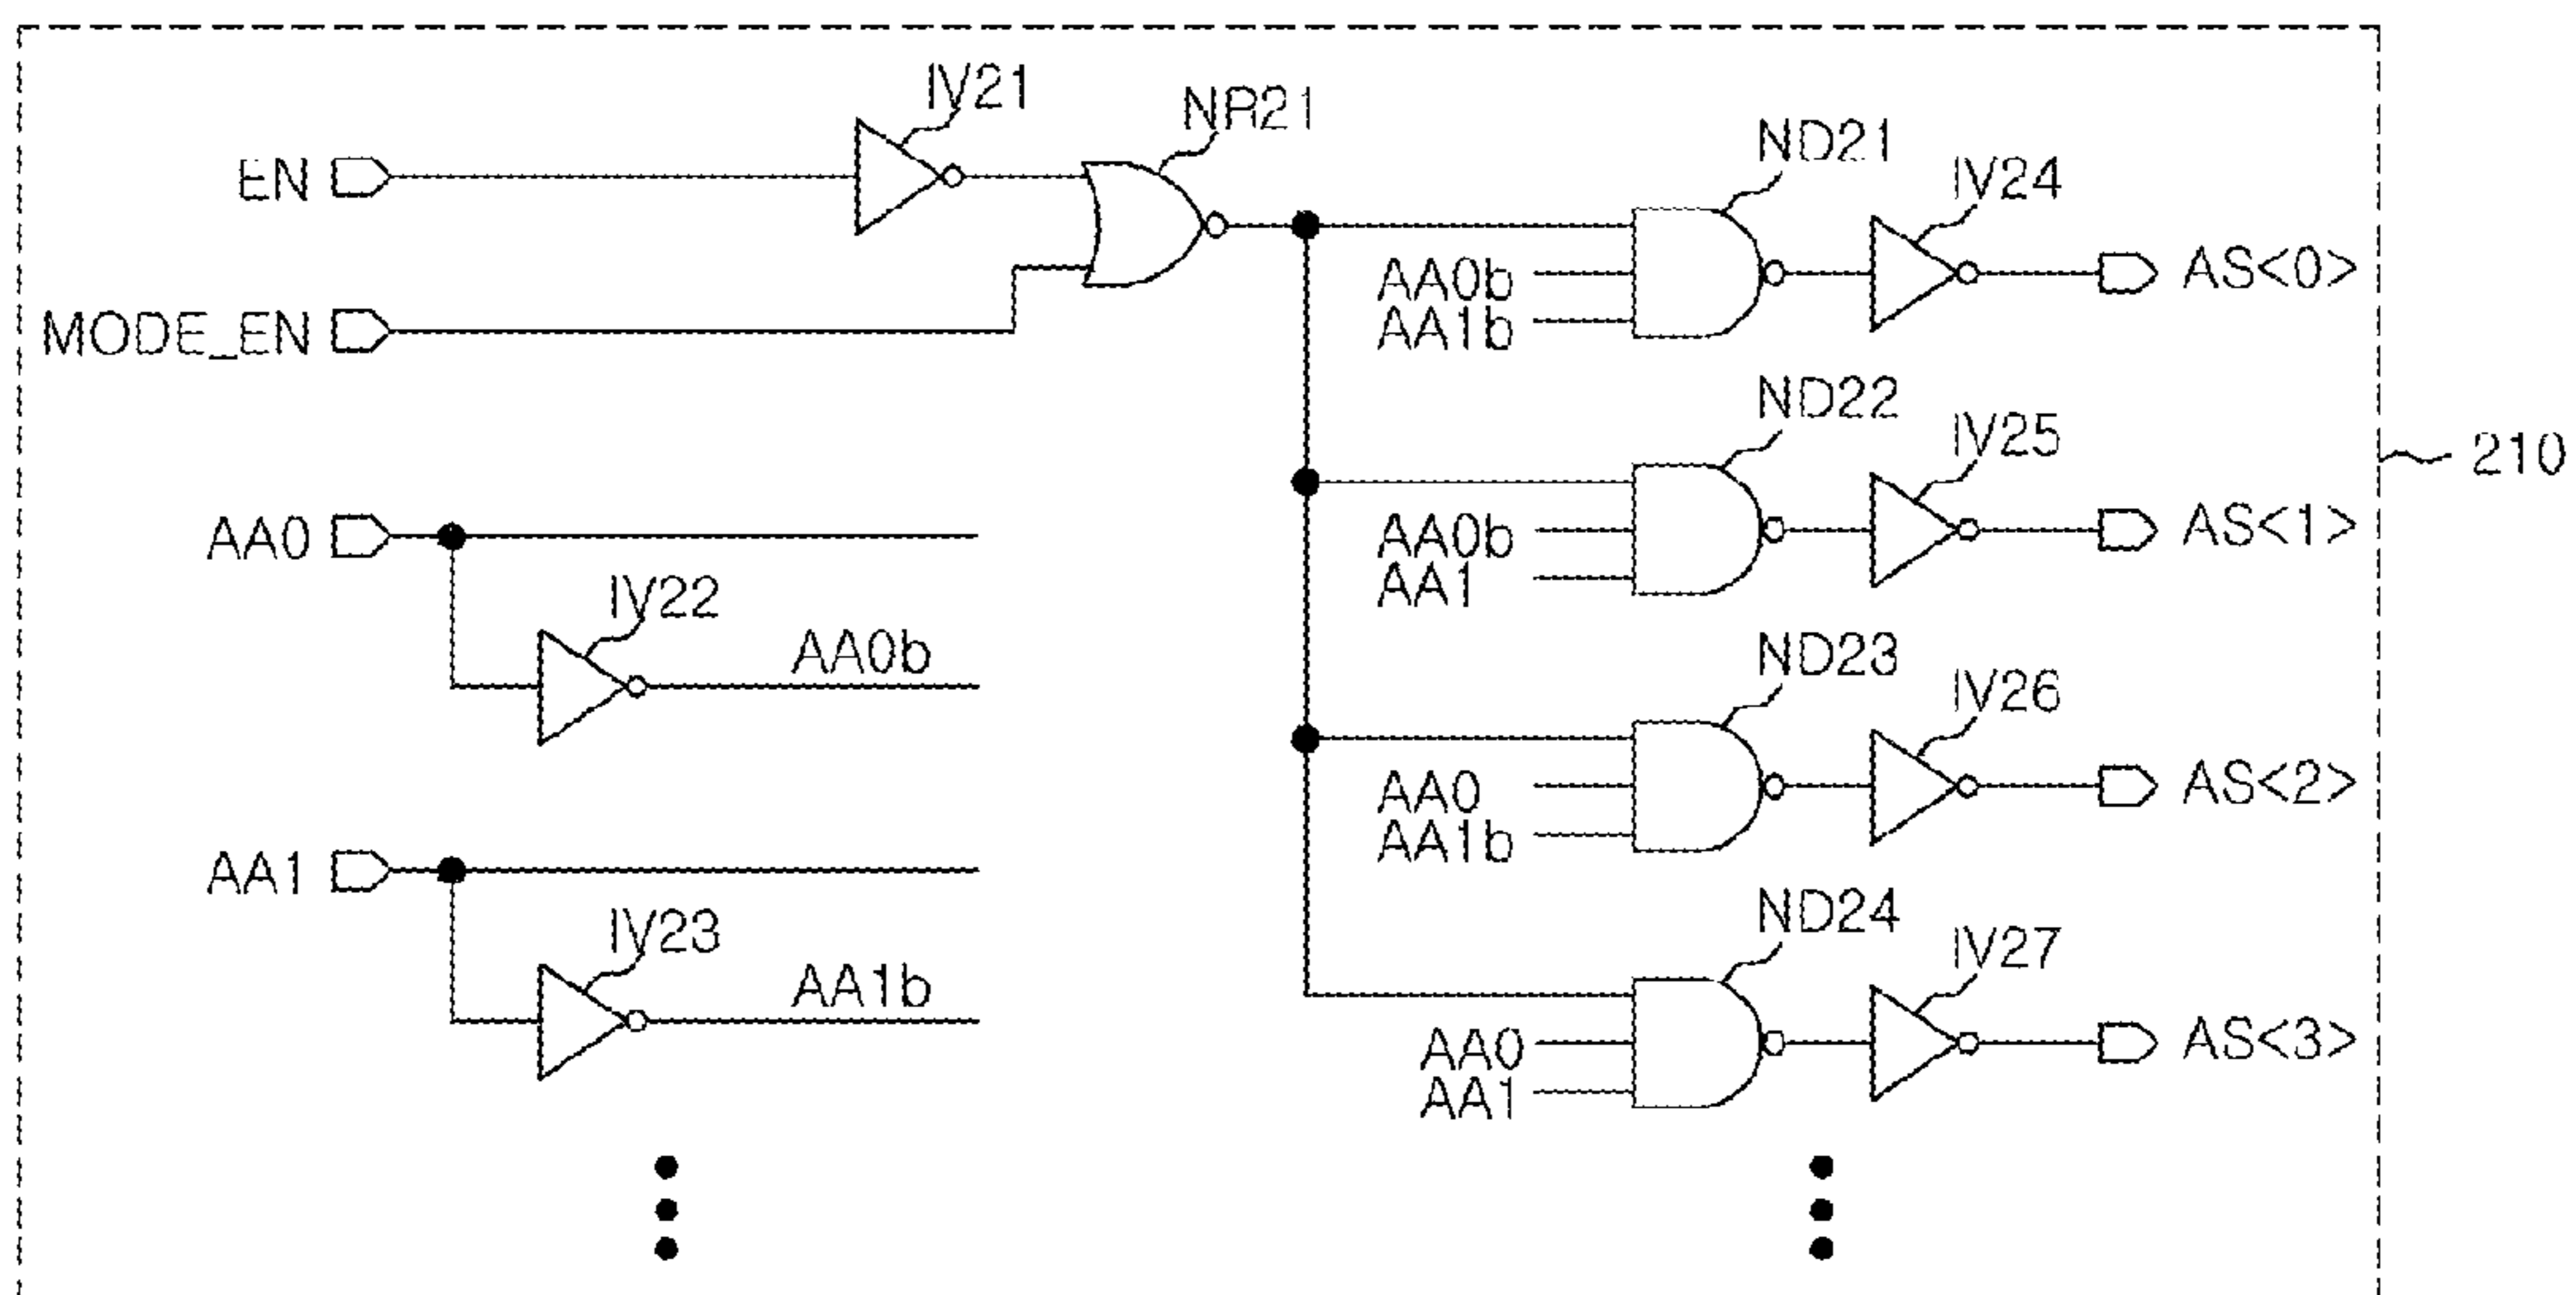 IV21
NR21
EN
MODE_EN
ND21
IV24
AA0b
AA1b
AS<0>
ND22
IV25
AA0b
AA1
AS<1>
210
AA0
IV22
AA0b
ND23
IV26
AA0
AA1b
AS<2>
AA1
IV23
AA1b
ND24
IV27
AA0
AA1
AS<3>